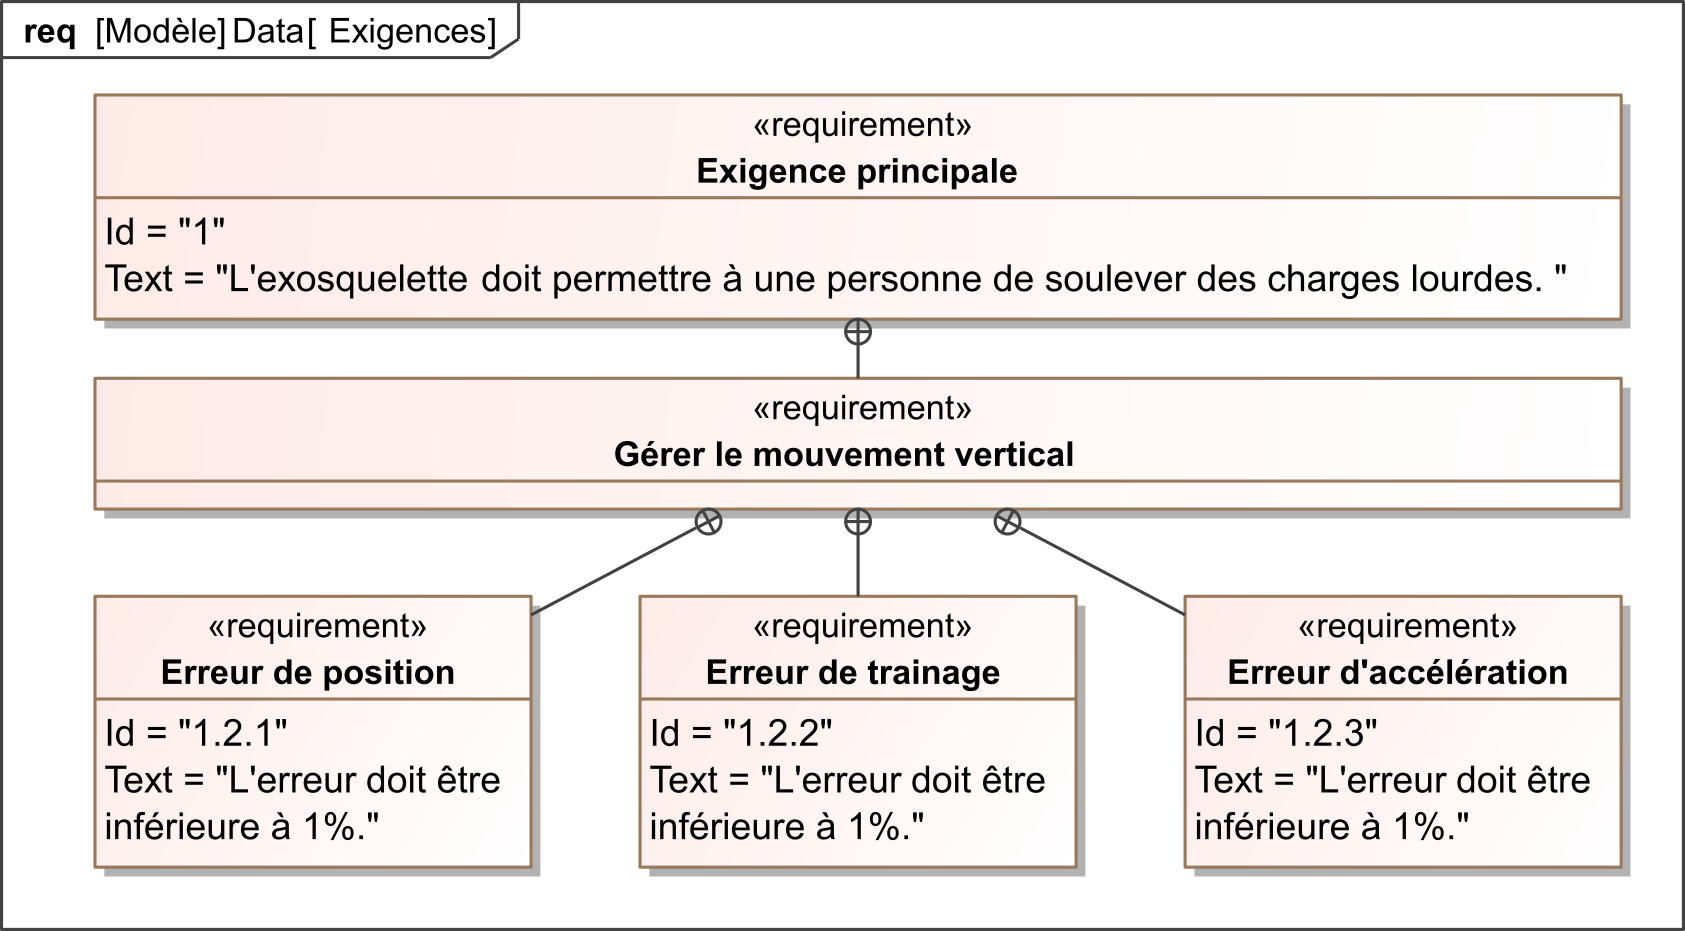 req [Modèle] Data[ Exigences]
«requirement»
Exigence principale
Id = "1"
Text = "L'exosquelette doit permettre à une personne de soulever des charges lourdes. "
«requirement»
Gérer le mouvement vertical
«requirement»
Erreur de position
Id = "1.2.1"
Text = "L'erreur doit être
inférieure à 1%."
«requirement»
Erreur de trainage
Id = "1.2.2"
Text = "L'erreur doit être
inférieure à 1%."
«requirement»
Erreur d'accélération
Id = "1.2.3"
Text = "L'erreur doit être
inférieure à 1%."